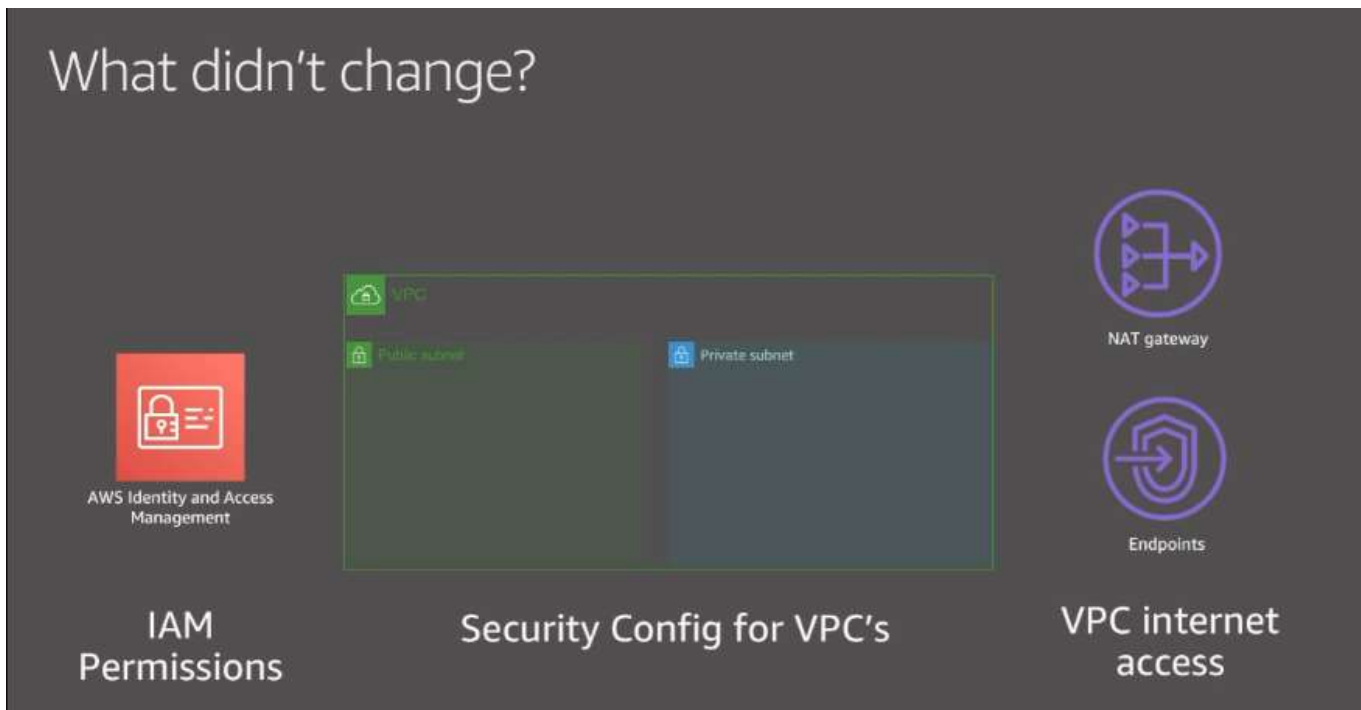 What didn't change?
VPC
Public subnet
Private subnet
NAT gateway
AWS Identity and Access
Management
Endpoints
IAM
Permissions
Security Config for VPC's
VPC internet
access